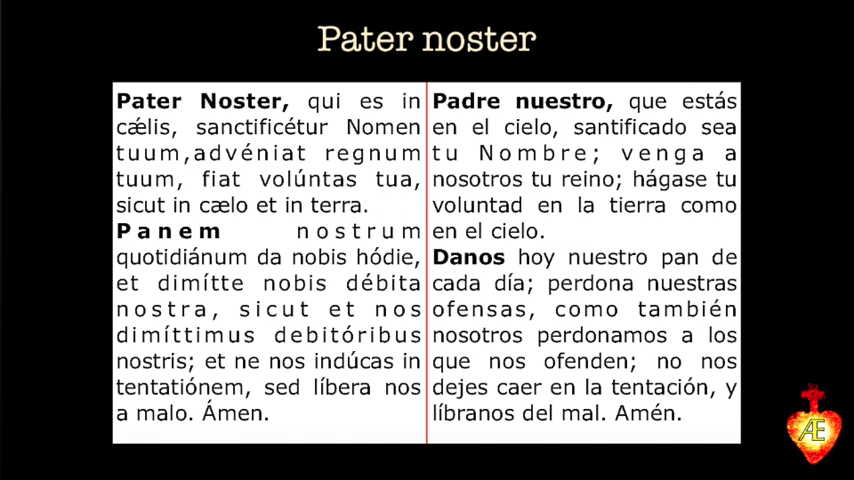 Pater noster
Pater Noster, qui es in
cǽlis, sanctificétur Nomen
tuum,advéniat regnum
tuum, fiat volúntas tua,
sicut in cælo et in terra.
Panem nostrum
quotidiánum da nobis hódie,
et dimítte nobis débita
nostra, sicut et nos
dimíttimus debitóribus
nostris; et ne nos indúcas in
tentatiónem, sed líbera nos
a malo. Ámen.
Padre nuestro, que estás
en el cielo, santificado sea
tu Nombre; venga a
nosotros tu reino; hágase tu
voluntad en la tierra como
en el cielo.
Danos hoy nuestro pan de
cada día; perdona nuestras
ofensas, como también
nosotros perdonamos a los
que nos ofenden; no nos
dejes caer en la tentación, y
líbranos del mal. Amén.
Æ